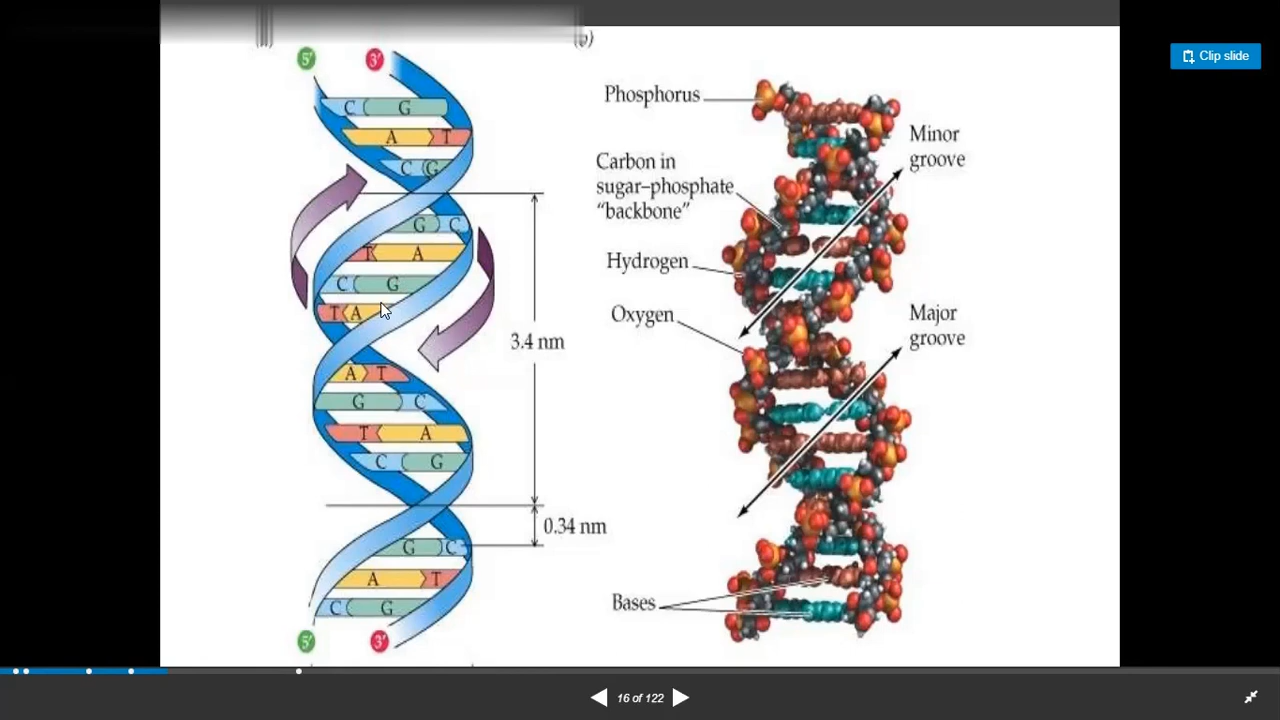 5' 3'
C G
A T
C G
G C
T A
C G
T A
A T
G C
T A
C G
G C
A T
C G
5' 3'
3.4 nm
0.34 nm
Phosphorus
Carbon in
sugar–phosphate
“backbone”
Hydrogen
Oxygen
Bases
Minor
groove
Major
groove
Clip slide
16 of 122